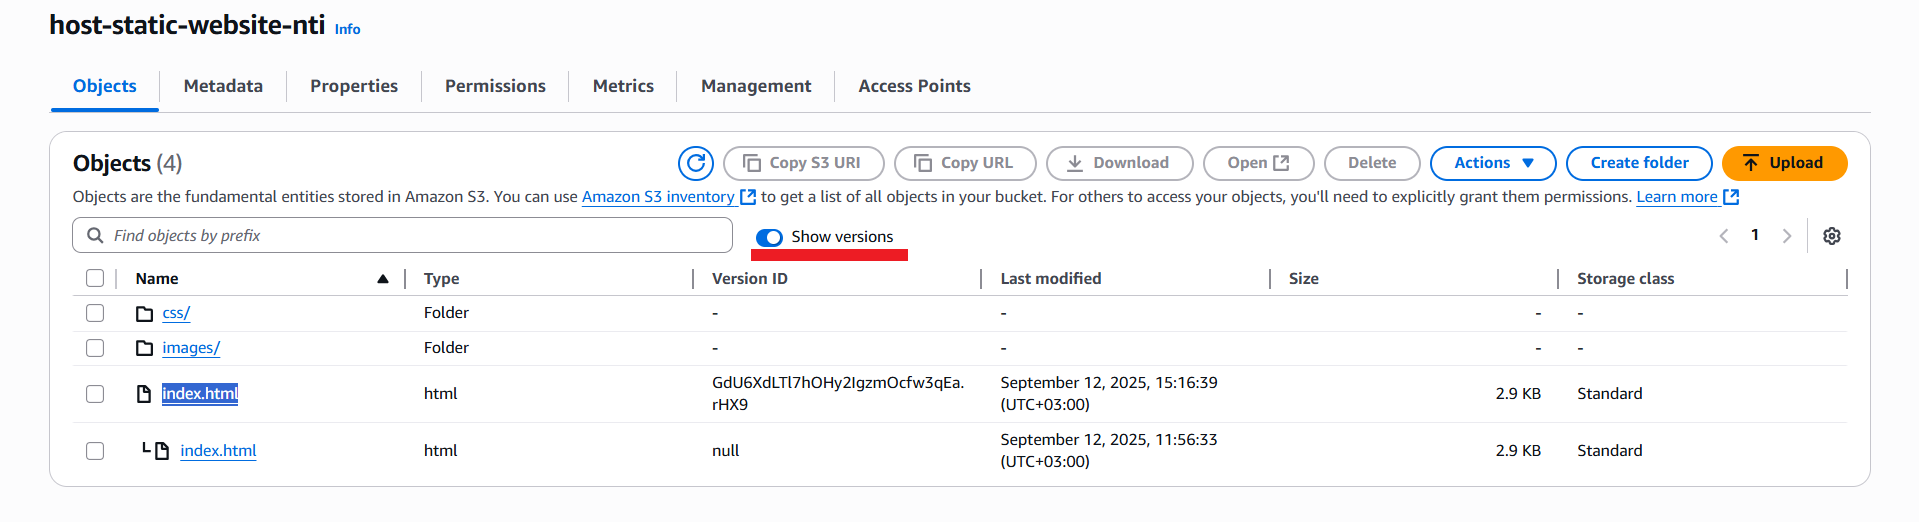 host-static-website-nti Info
Objects Metadata Properties Permissions Metrics Management Access Points
Objects (4) Copy S3 URI Copy URL Download Open Delete Actions Create folder Upload
Objects are the fundamental entities stored in Amazon S3. You can use Amazon S3 inventory to get a list of all objects in your bucket. For others to access your objects, you'll need to explicitly grant them permissions. Learn more
Find objects by prefix Show versions 1
Name Type Version ID Last modified Size Storage class
css/ Folder - - - -
images/ Folder - - - -
index.html html GdU6XdLTl7hOHy2IgzmOcfw3qEa. September 12, 2025, 15:16:39 2.9 KB Standard
rHX9 (UTC+03:00)
index.html html null September 12, 2025, 11:56:33 2.9 KB Standard
(UTC+03:00)